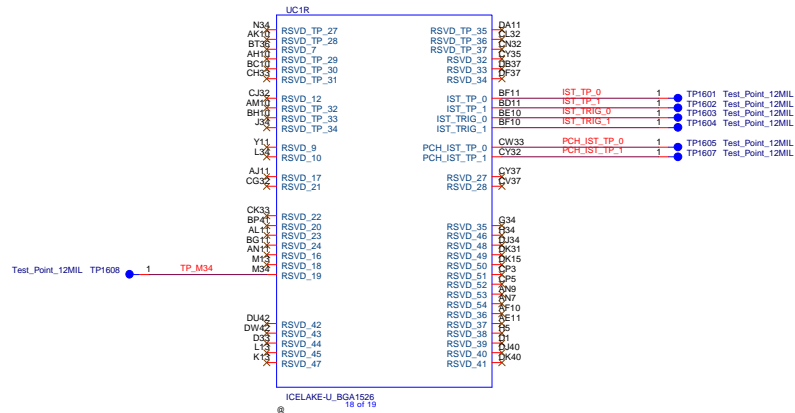 UC1R
N34 RSVD_TP_27
AK10 RSVD_TP_28
BT36 RSVD_7
AH10 RSVD_TP_29
BC10 RSVD_TP_30
CH33 RSVD_TP_31
CJ32 RSVD_12
AM10 RSVD_TP_32
BH10 RSVD_TP_33
J34 RSVD_TP_34
Y11 RSVD_9
L34 RSVD_10
AJ11 RSVD_17
CG32 RSVD_21
CK33 RSVD_22
BP41 RSVD_20
AL11 RSVD_23
BG11 RSVD_24
AN11 RSVD_16
M13 RSVD_18
Test_Point_12MIL TP1608 1 TP_M34 M34 RSVD_19
DU42 RSVD_42
DW42 RSVD_43
D33 RSVD_44
L13 RSVD_45
K13 RSVD_47
RSVD_TP_35 DA11
RSVD_TP_36 CL32
RSVD_TP_37 CN32
RSVD_32 CY35
RSVD_33 DB37
RSVD_34 DF37
IST_TP_0 BF11 IST_TP_0 1 TP1601 Test_Point_12MIL
IST_TP_1 BD11 IST_TP_1 1 TP1602 Test_Point_12MIL
IST_TRIG_0 BE10 IST_TRIG_0 1 TP1603 Test_Point_12MIL
IST_TRIG_1 BF10 IST_TRIG_1 1 TP1604 Test_Point_12MIL
PCH_IST_TP_0 CW33 PCH_IST_TP_0 1 TP1605 Test_Point_12MIL
PCH_IST_TP_1 CY32 PCH_IST_TP_1 1 TP1607 Test_Point_12MIL
RSVD_27 CY37
RSVD_28 CV37
RSVD_35 G34
RSVD_46 H34
RSVD_48 DJ34
RSVD_49 DK31
RSVD_50 DK15
RSVD_51 CP3
RSVD_52 CP5
RSVD_53 AN9
RSVD_54 AN7
RSVD_36 AF10
RSVD_37 AE11
RSVD_38 H5
RSVD_39 D1
RSVD_40 DJ40
RSVD_41 DK40
ICELAKE-U_BGA1526
18 of 19
@